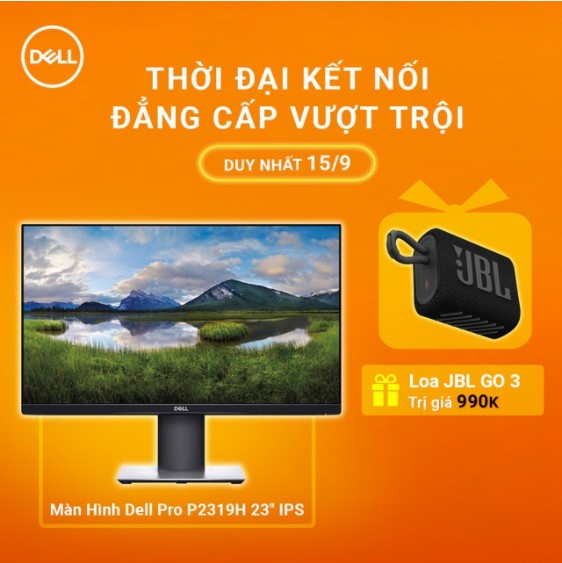 DELL
THỜI ĐẠI KẾT NỐI
ĐẲNG CẤP VƯỢT TRỘI
DUY NHẤT 15/9
JBL
DELL
Loa JBL GO 3
Trị giá 990K
Màn Hình Dell Pro P2319H 23" IPS